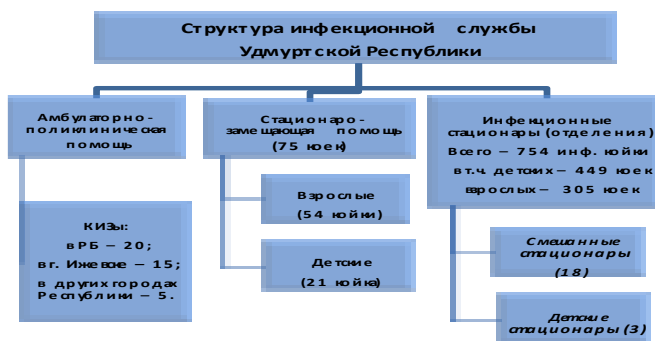 Структура инфекционной службы
Удмуртской Республики
Амбулаторно-
поликлиническая
помощь
КИЗы:
в РБ – 20;
в г. Ижевске – 15;
в других городах
Республики – 5.
Стационаро-
замещающая помощь
(75 коек)
Взрослые
(54 койки)
Детские
(21 койка)
Инфекционные
стационары (отделения)
Всего – 754 инф. койки
в т.ч. детских – 449 коек
взрослых – 305 коек
Смешанные
стационары
(18)
Детские
стационары (3)